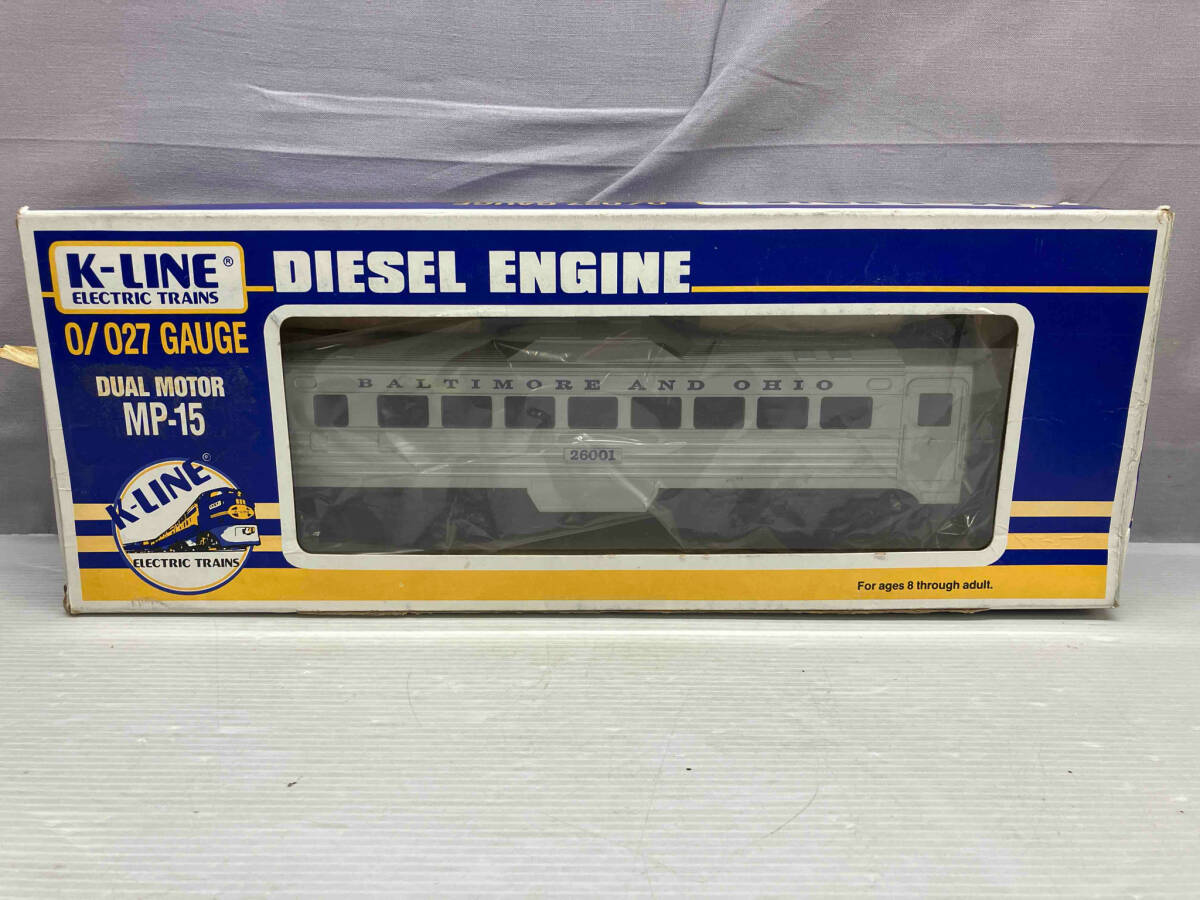 K-LINE®
ELECTRIC TRAINS
DIESEL ENGINE
O/027 GAUGE
DUAL MOTOR
MP-15
BALTIMORE AND OHIO
26001
K-LINE®
ELECTRIC TRAINS
For ages 8 through adult.